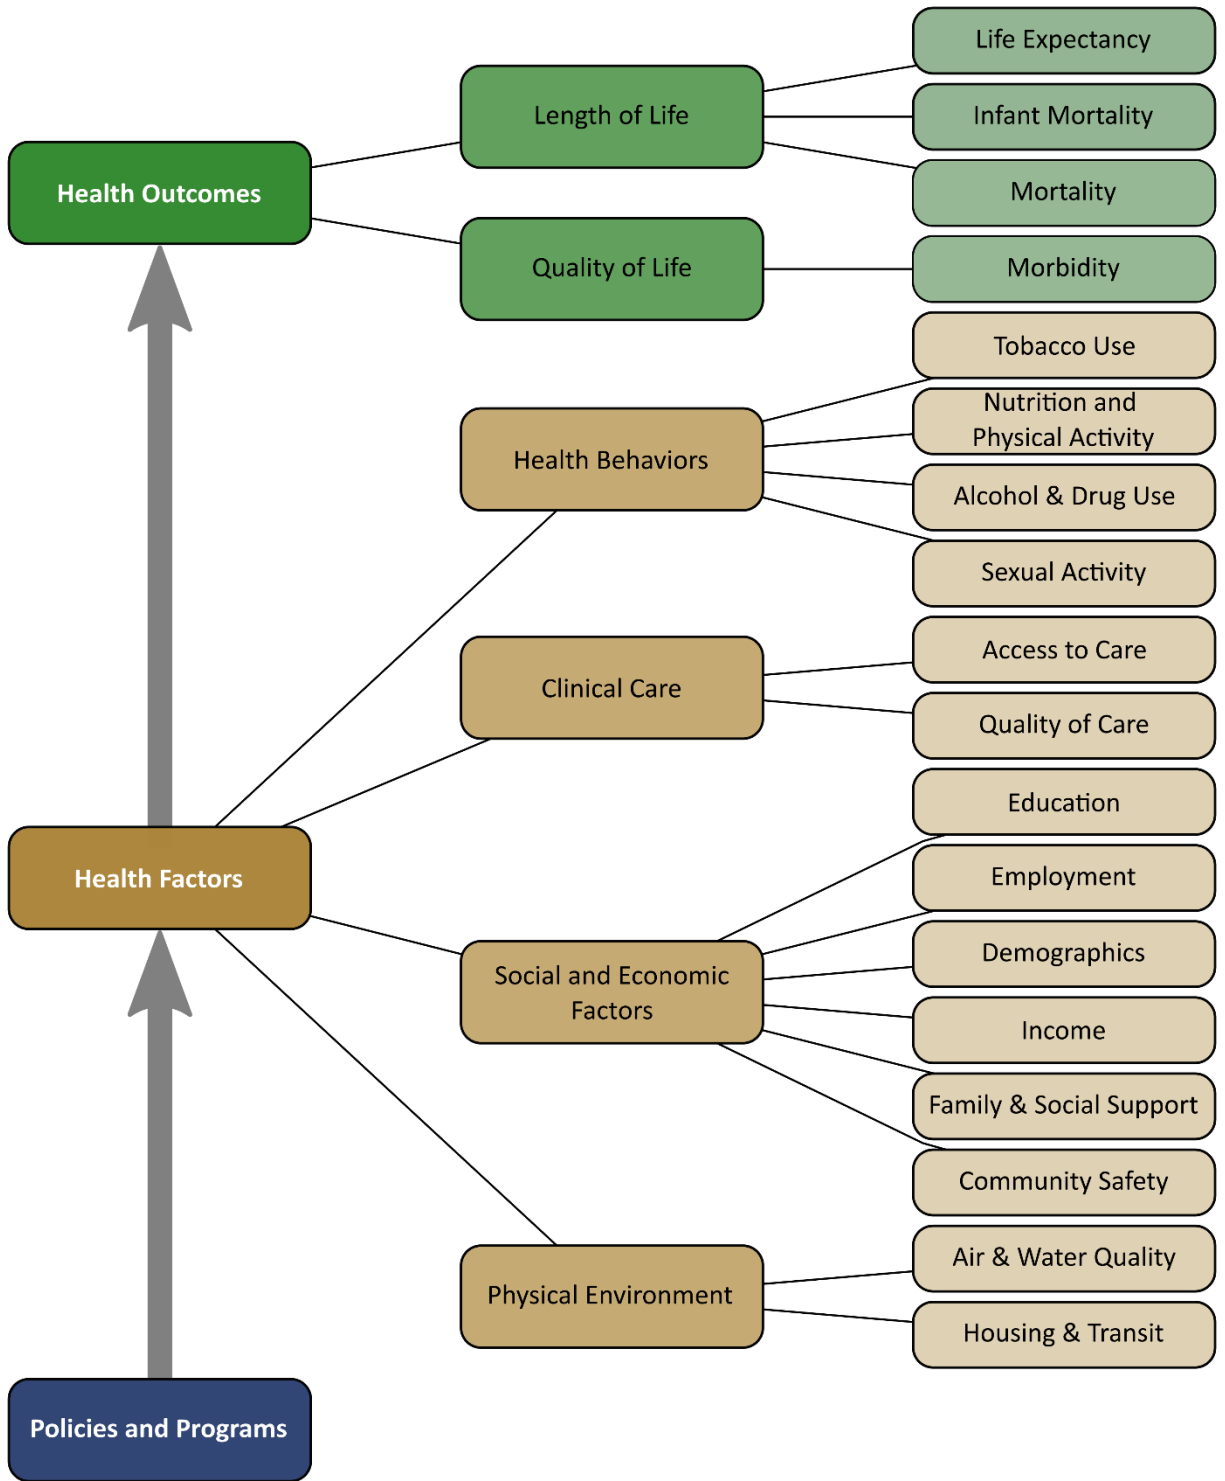 Life Expectancy
Length of Life
Infant Mortality
Health Outcomes
Mortality
Quality of Life
Morbidity
Tobacco Use
Nutrition and
Physical Activity
Health Behaviors
Alcohol & Drug Use
Sexual Activity
Access to Care
Clinical Care
Quality of Care
Education
Health Factors
Employment
Demographics
Social and Economic
Factors
Income
Family & Social Support
Community Safety
Air & Water Quality
Physical Environment
Housing & Transit
Policies and Programs